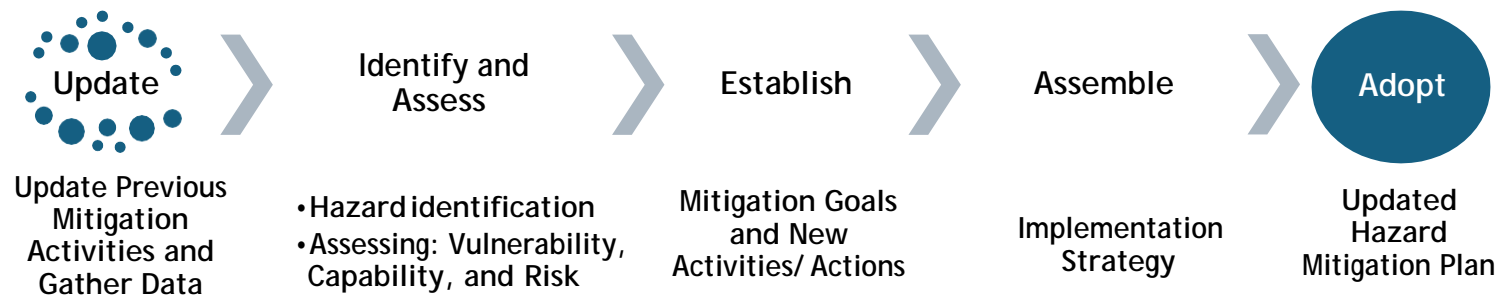 Update
Identify and
Assess
Establish
Assemble
Adopt
Update Previous
Mitigation
Activities and
Gather Data
•Hazard identification
•Assessing: Vulnerability,
Capability, and Risk
Mitigation Goals
and New
Activities/ Actions
Implementation
Strategy
Updated
Hazard
Mitigation Plan